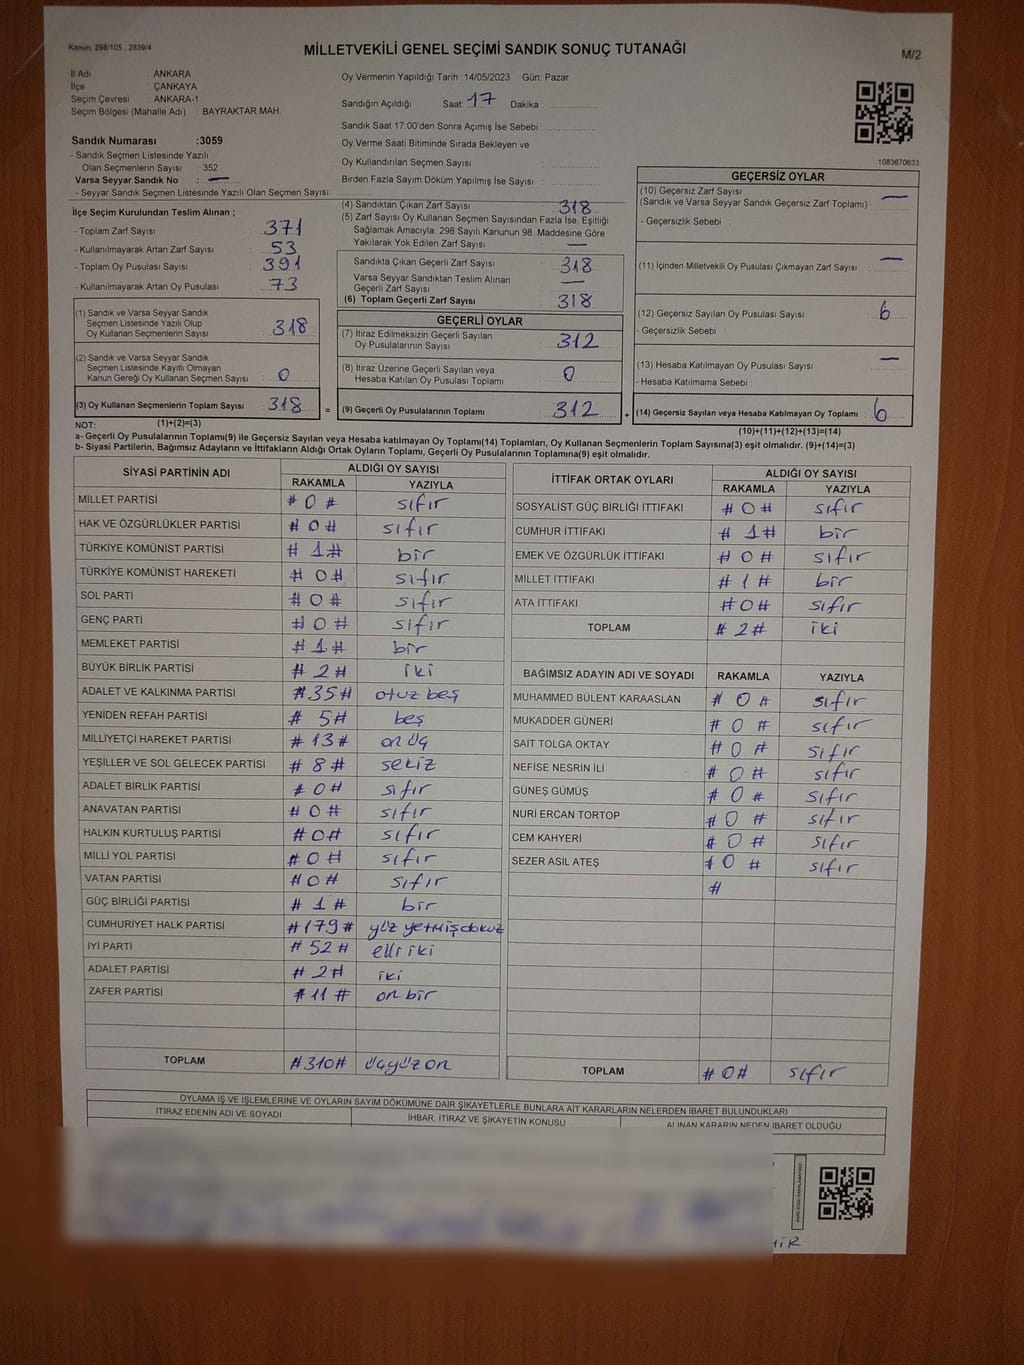 Kanun: 298/105 , 2839/4
MİLLETVEKİLİ GENEL SEÇİMİ SANDIK SONUÇ TUTANAĞI
M/2
İl Adı : ANKARA
İlçe : ÇANKAYA
Seçim Çevresi : ANKARA-1
Seçim Bölgesi (Mahalle Adı) : BAYRAKTAR MAH.
Oy Vermenin Yapıldığı Tarih :14/05/2023 Gün: Pazar
Sandığın Açıldığı Saat: 17 Dakika :
Sandık Saat 17:00'den Sonra Açımış İse Sebebi :
Oy Verme Saati Bitiminde Sırada Bekleyen ve
Oy Kullandırılan Seçmen Sayısı :
Birden Fazla Sayım Döküm Yapılmış İse Sayısı :
1083670633
Sandık Numarası :3059
- Sandık Seçmen Listesinde Yazılı
Olan Seçmenlerin Sayısı : 352
Varsa Seyyar Sandık No : —
- Seyyar Sandık Seçmen Listesinde Yazılı Olan Seçmen Sayısı:
İlçe Seçim Kurulundan Teslim Alınan ;
- Toplam Zarf Sayısı : 371
- Kullanılmayarak Artan Zarf Sayısı : 53
- Toplam Oy Pusulası Sayısı : 391
- Kullanılmayarak Artan Oy Pusulası : 73
(1) Sandık ve Varsa Seyyar Sandık
Seçmen Listesinde Yazılı Olup
Oy Kullanan Seçmenlerin Sayısı : 318
(2) Sandık ve Varsa Seyyar Sandık
Seçmen Listesinde Kayıtlı Olmayan
Kanun Gereği Oy Kullanan Seçmen Sayısı : 0
(3) Oy Kullanan Seçmenlerin Toplam Sayısı : 318
(1)+(2)=(3)
(4) Sandıktan Çıkan Zarf Sayısı : 318
(5) Zarf Sayısı Oy Kullanan Seçmen Sayısından Fazla İse, Eşitliği
Sağlamak Amacıyla; 298 Sayılı Kanunun 98. Maddesine Göre
Yakılarak Yok Edilen Zarf Sayısı : —
Sandıkta Çıkan Geçerli Zarf Sayısı : 318
Varsa Seyyar Sandıktan Teslim Alınan
Geçerli Zarf Sayısı : —
(6) Toplam Geçerli Zarf Sayısı : 318
GEÇERLİ OYLAR
(7) İtiraz Edilmeksizin Geçerli Sayılan
Oy Pusulalarının Sayısı : 312
(8) İtiraz Üzerine Geçerli Sayılan veya
Hesaba Katılan Oy Pusulası Toplamı : 0
= (9) Geçerli Oy Pusulalarının Toplamı : 312 +
GEÇERSİZ OYLAR
(10) Geçersiz Zarf Sayısı
(Sandık ve Varsa Seyyar Sandık Geçersiz Zarf Toplamı) : —
- Geçersizlik Sebebi :
(11) İçinden Milletvekili Oy Pusulası Çıkmayan Zarf Sayısı : —
(12) Geçersiz Sayılan Oy Pusulası Sayısı : 6
- Geçersizlik Sebebi :
(13) Hesaba Katılmayan Oy Pusulası Sayısı : —
- Hesaba Katılmama Sebebi :
(14) Geçersiz Sayılan veya Hesaba Katılmayan Oy Toplamı : 6
(10)+(11)+(12)+(13)=(14)
NOT:
a- Geçerli Oy Pusulalarının Toplamı(9) ile Geçersiz Sayılan veya Hesaba katılmayan Oy Toplamı(14) Toplamları, Oy Kullanan Seçmenlerin Toplam Sayısına(3) eşit olmalıdır. (9)+(14)=(3)
b- Siyasi Partilerin, Bağımsız Adayların ve İttifakların Aldığı Ortak Oyların Toplamı, Geçerli Oy Pusulalarının Toplamına(9) eşit olmalıdır.
SİYASİ PARTİNİN ADI ALDIĞI OY SAYISI
RAKAMLA YAZIYLA
MİLLET PARTİSİ # 0 # sıfır
HAK VE ÖZGÜRLÜKLER PARTİSİ # 0 # sıfır
TÜRKİYE KOMÜNİST PARTİSİ # 1 # bir
TÜRKİYE KOMÜNİST HAREKETİ # 0 # sıfır
SOL PARTİ # 0 # sıfır
GENÇ PARTİ # 0 # sıfır
MEMLEKET PARTİSİ # 1 # bir
BÜYÜK BİRLİK PARTİSİ # 2 # iki
ADALET VE KALKINMA PARTİSİ #35# otuz beş
YENİDEN REFAH PARTİSİ # 5# beş
MİLLİYETÇİ HAREKET PARTİSİ # 13 # on üç
YEŞİLLER VE SOL GELECEK PARTİSİ # 8 # sekiz
ADALET BİRLİK PARTİSİ # 0 # sıfır
ANAVATAN PARTİSİ # 0 # sıfır
HALKIN KURTULUŞ PARTİSİ # 0 # sıfır
MİLLİ YOL PARTİSİ # 0 # sıfır
VATAN PARTİSİ # 0 # sıfır
GÜÇ BİRLİĞİ PARTİSİ # 1 # bir
CUMHURİYET HALK PARTİSİ #179 # yüz yetmişdokuz
İYİ PARTİ # 52 # elli iki
ADALET PARTİSİ # 2 # iki
ZAFER PARTİSİ # 11 # on bir
TOPLAM #310# üçyüz on
İTTİFAK ORTAK OYLARI ALDIĞI OY SAYISI
RAKAMLA YAZIYLA
SOSYALIST GÜÇ BİRLİĞİ İTTİFAKI # 0 # sıfır
CUMHUR İTTİFAKI # 1 # bir
EMEK VE ÖZGÜRLÜK İTTİFAKI # 0 # sıfır
MİLLET İTTİFAKI # 1 # bir
ATA İTTİFAKI # 0 # sıfır
TOPLAM # 2 # iki
BAĞIMSIZ ADAYIN ADI VE SOYADI RAKAMLA YAZIYLA
MUHAMMED BÜLENT KARAASLAN # 0 # sıfır
MUKADDER GÜNERİ # 0 # sıfır
SAİT TOLGA OKTAY # 0 # sıfır
NEFİSE NESRİN İLİ # 0 # sıfır
GÜNEŞ GÜMÜŞ # 0 # sıfır
NURİ ERCAN TORTOP # 0 # sıfır
CEM KAHYERİ # 0 # sıfır
SEZER ASİL ATEŞ # 0 # sıfır
#
TOPLAM # 0 # sıfır
OYLAMA İŞ VE İŞLEMLERİNE VE OYLARIN SAYIM DÖKÜMÜNE DAİR ŞİKAYETLERLE BUNLARA AİT KARARLARIN NELERDEN İBARET BULUNDUKLARI
İTİRAZ EDENİN ADI VE SOYADI İHBAR, İTİRAZ VE ŞİKAYETİN KONUSU ALINAN KARARIN NEDEN İBARET OLDUĞU